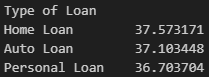 Type of Loan
Home Loan        37.573171
Auto Loan        37.103448
Personal Loan    36.703704